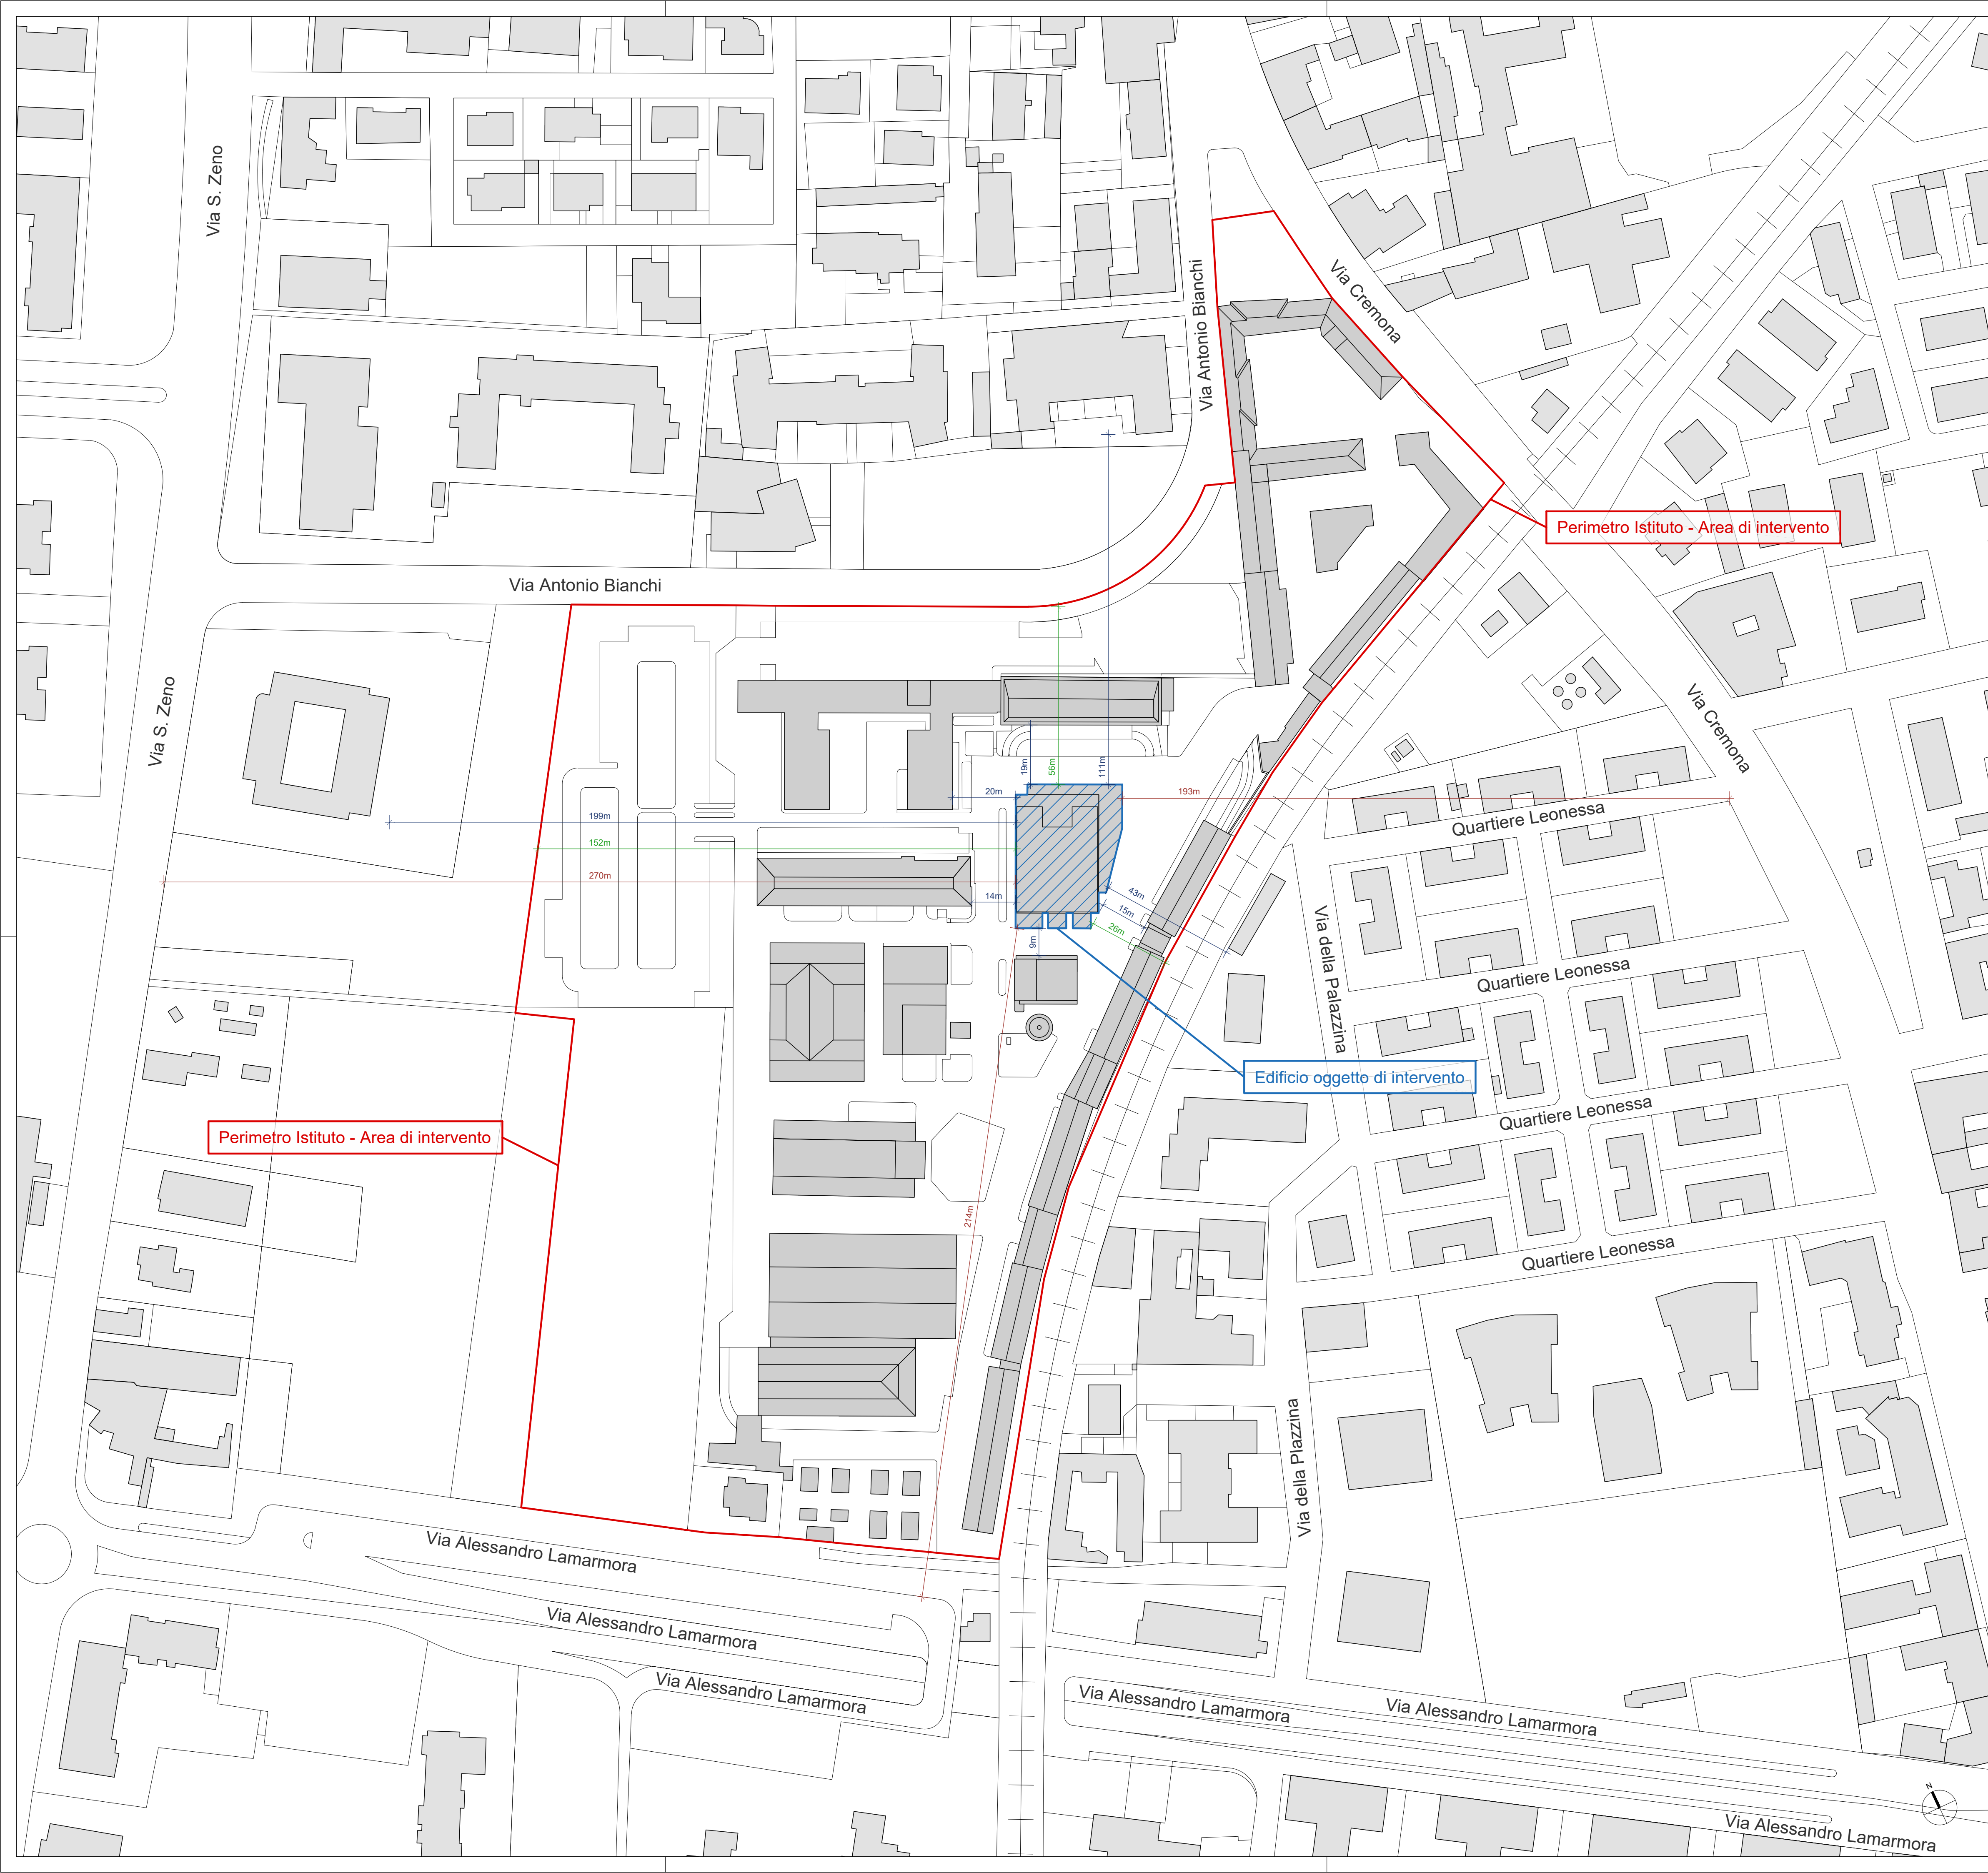 Via S. Zeno
Via Antonio Bianchi
Via Cremona
Perimetro Istituto - Area di intervento
Via Antonio Bianchi
Via S. Zeno
Via Cremona
19m
56m
111m
20m
193m
199m
152m
270m
14m
43m
15m
26m
9m
Quartiere Leonessa
Via della Palazzina
Quartiere Leonessa
Edificio oggetto di intervento
Quartiere Leonessa
Perimetro Istituto - Area di intervento
214m
Quartiere Leonessa
Via della Plazzina
Via Alessandro Lamarmora
Via Alessandro Lamarmora
Via Alessandro Lamarmora
Via Alessandro Lamarmora
Via Alessandro Lamarmora
N
Via Alessandro Lamarmora